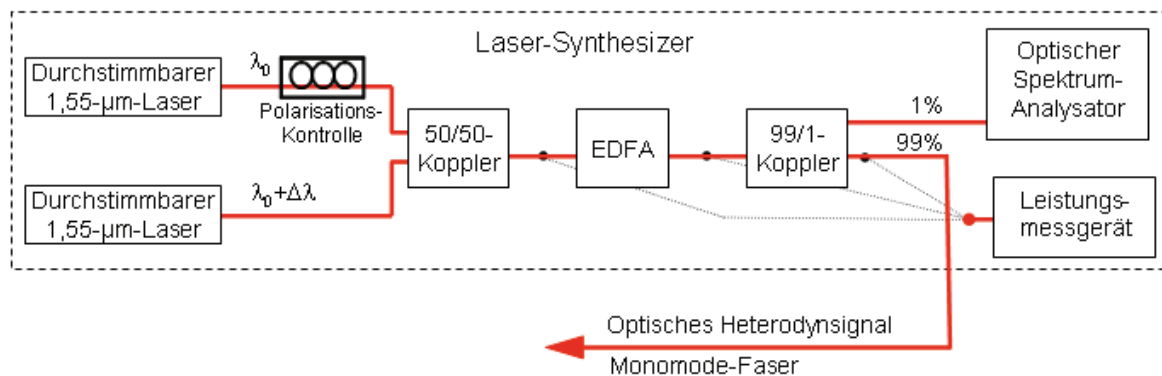 Laser-Synthesizer
Durchstimmbarer
1,55-µm-Laser
λ₀
Polarisations-
Kontrolle
Durchstimmbarer
1,55-µm-Laser
λ₀+Δλ
50/50-
Koppler
EDFA
99/1-
Koppler
1%
99%
Optischer
Spektrum-
Analysator
Leistungs-
messgerät
Optisches Heterodynsignal
Monomode-Faser